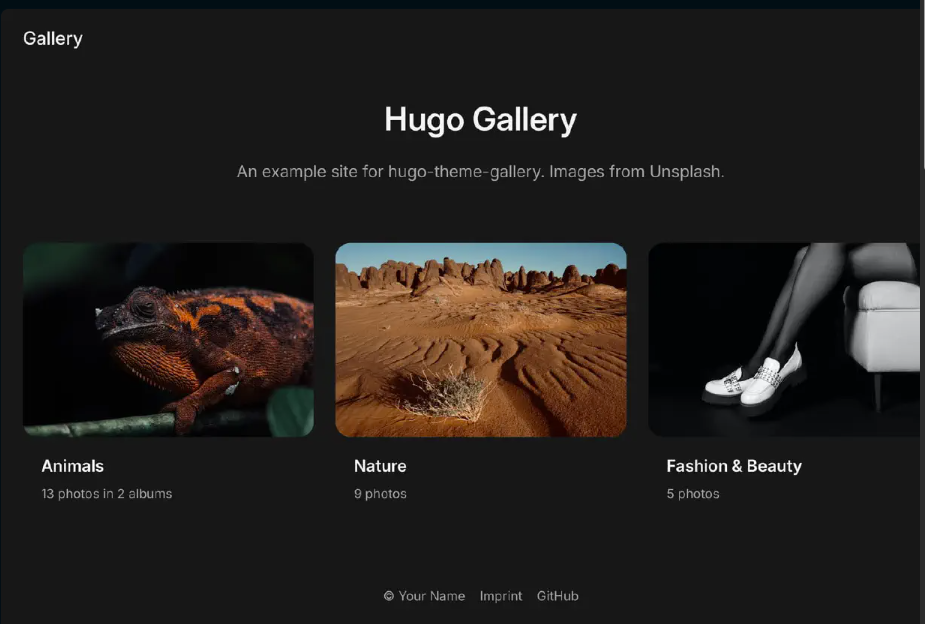 Gallery
Hugo Gallery
An example site for hugo-theme-gallery. Images from Unsplash.
Animals
13 photos in 2 albums
Nature
9 photos
Fashion & Beauty
5 photos
© Your Name Imprint GitHub